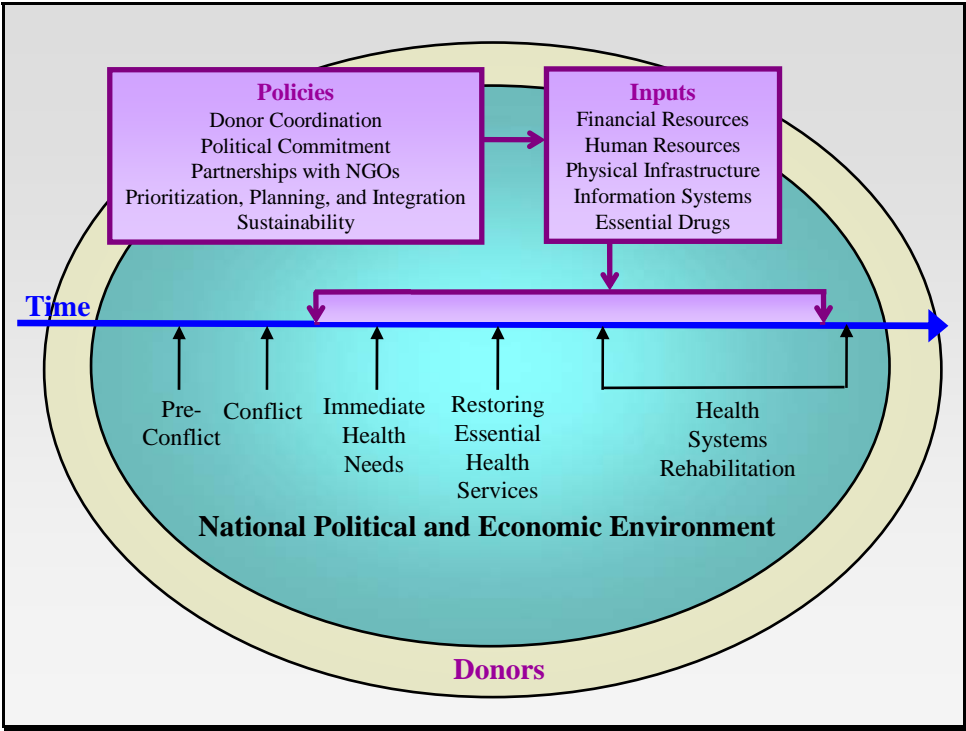 Policies
Donor Coordination
Political Commitment
Partnerships with NGOs
Prioritization, Planning, and Integration
Sustainability
Inputs
Financial Resources
Human Resources
Physical Infrastructure
Information Systems
Essential Drugs
Time
Pre-
Conflict
Conflict
Immediate
Health
Needs
Restoring
Essential
Health
Services
Health
Systems
Rehabilitation
National Political and Economic Environment
Donors